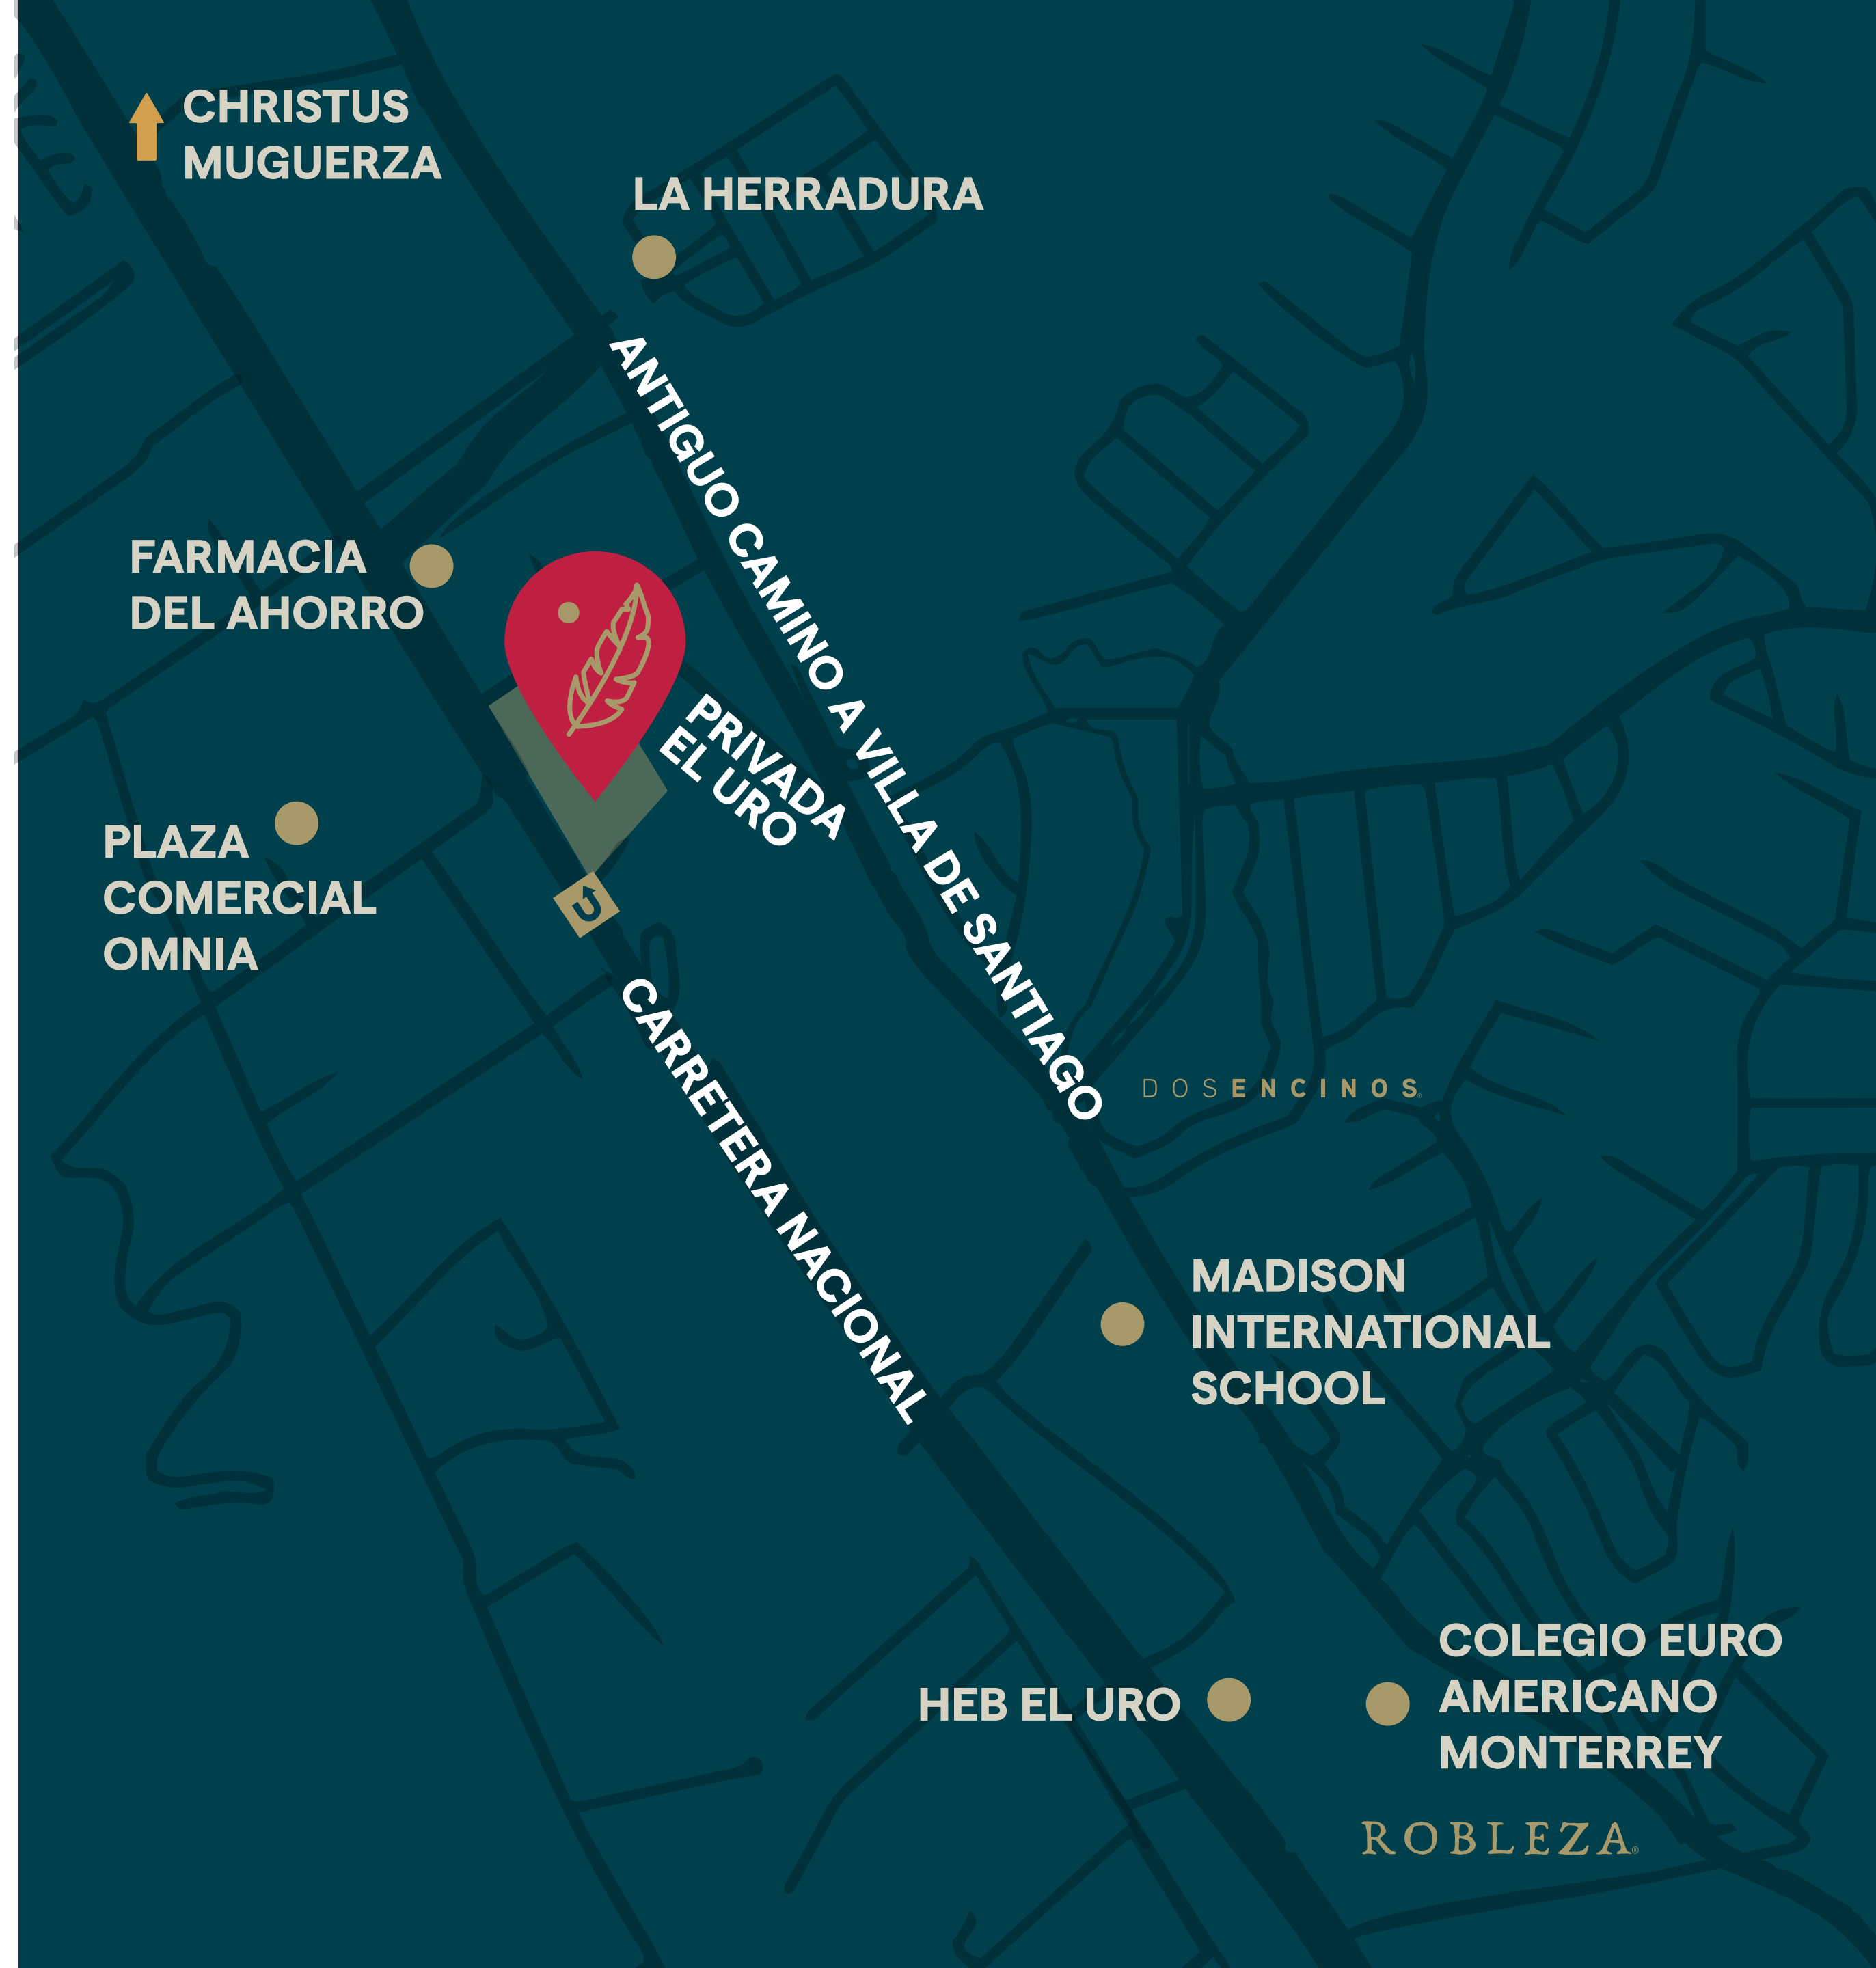 CHRISTUS
MUGUERZA
LA HERRADURA
ANTIGUO CAMINO A VILLA DE SANTIAGO
FARMACIA
DEL AHORRO
PRIVADA
EL URO
PLAZA
COMERCIAL
OMNIA
CARRETERA NACIONAL
DOSENCINOS®
MADISON
INTERNATIONAL
SCHOOL
COLEGIO EURO
AMERICANO
MONTERREY
HEB EL URO
ROBLEZA®